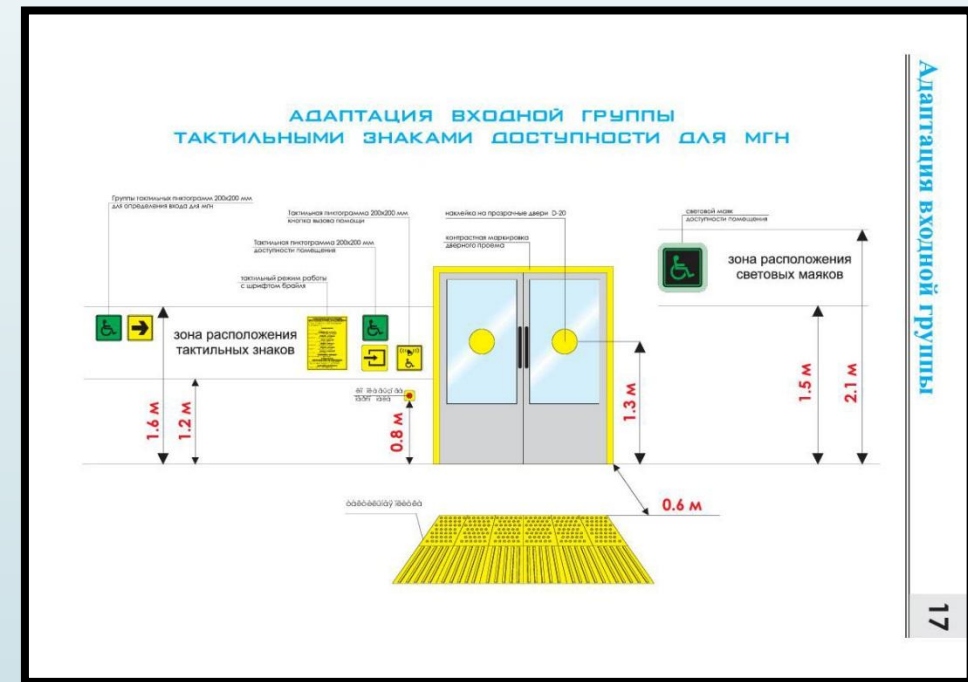 АДАПТАЦИЯ ВХОДНОЙ ГРУППЫ
ТАКТИЛЬНЫМИ ЗНАКАМИ ДОСТУПНОСТИ ДЛЯ МГН
Группы тактильных пиктограмм 200х200 мм
для определения входа для мгн
Тактильная пиктограмма 200х200 мм
кнопка вызова помощи
Тактильная пиктограмма 200х200 мм
доступности помещения
тактильный режим работы
с шрифтом брайля
наклейка на прозрачные двери D-20
контрастная маркировка
дверного проема
световой маяк
доступности помещения
зона расположения
световых маяков
зона расположения
тактильных знаков
1.6 м
1.2 м
0.8 м
1.3 м
1.5 м
2.1 м
0.6 м
Адаптация входной группы
17